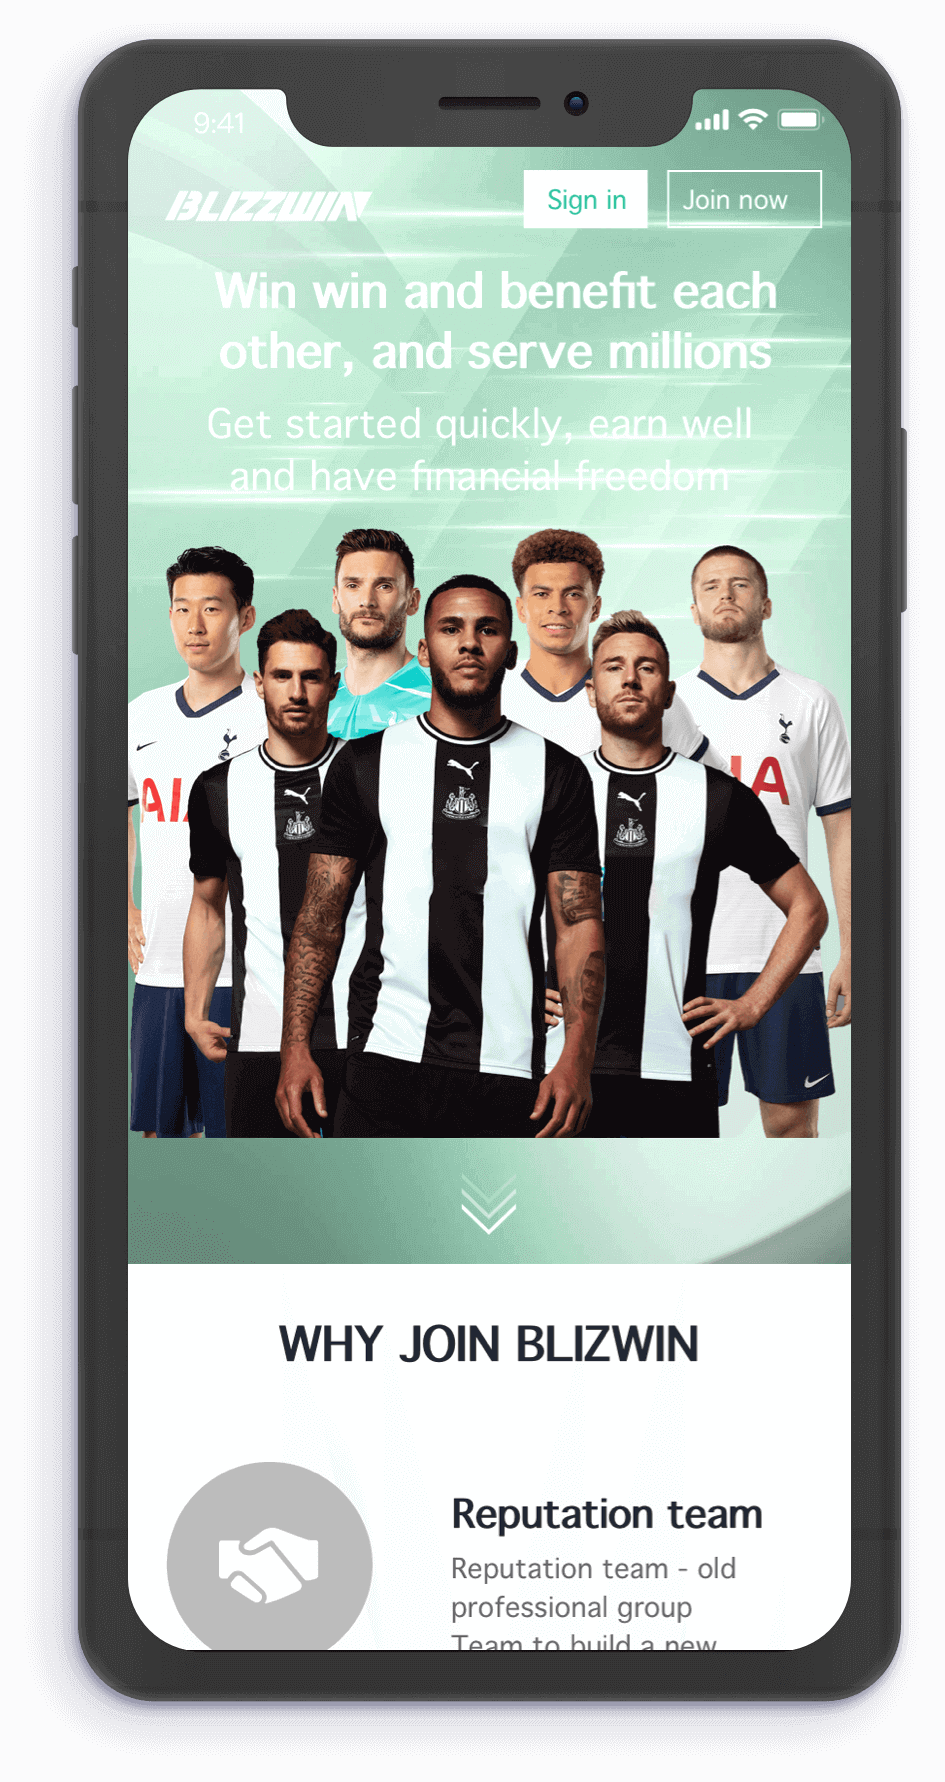 9:41
BLIZZWIN
Sign in
Join now
Win win and benefit each
other, and serve millions
Get started quickly, earn well
and have financial freedom
AIA
IA
WHY JOIN BLIZWIN
Reputation team
Reputation team - old
professional group
Team to build a new